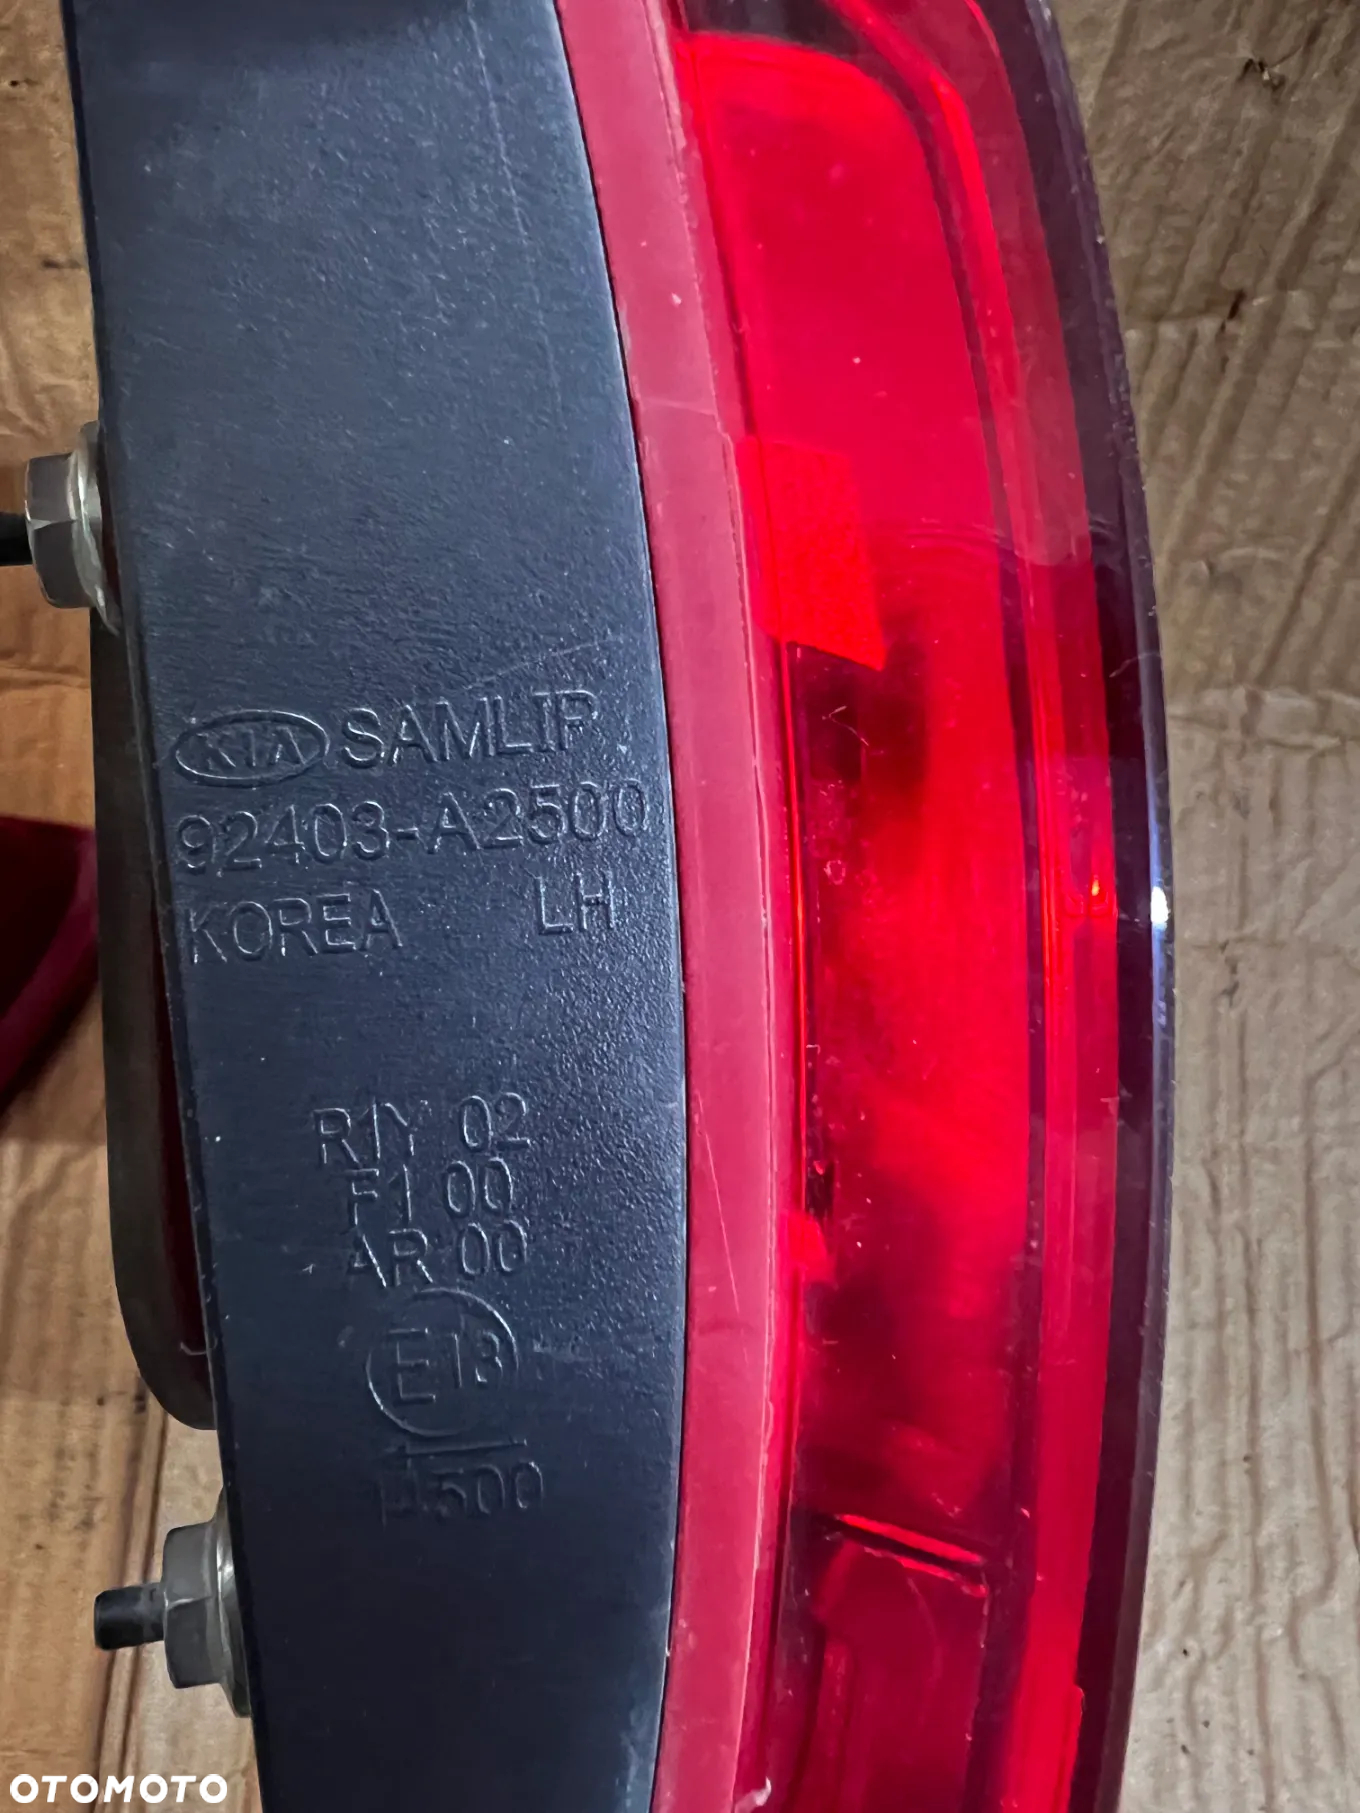 KIA SAMLIP
92403-A2500
KOREA LH
R1Y 02
F1 00
AR 00
E13
OTOMOTO